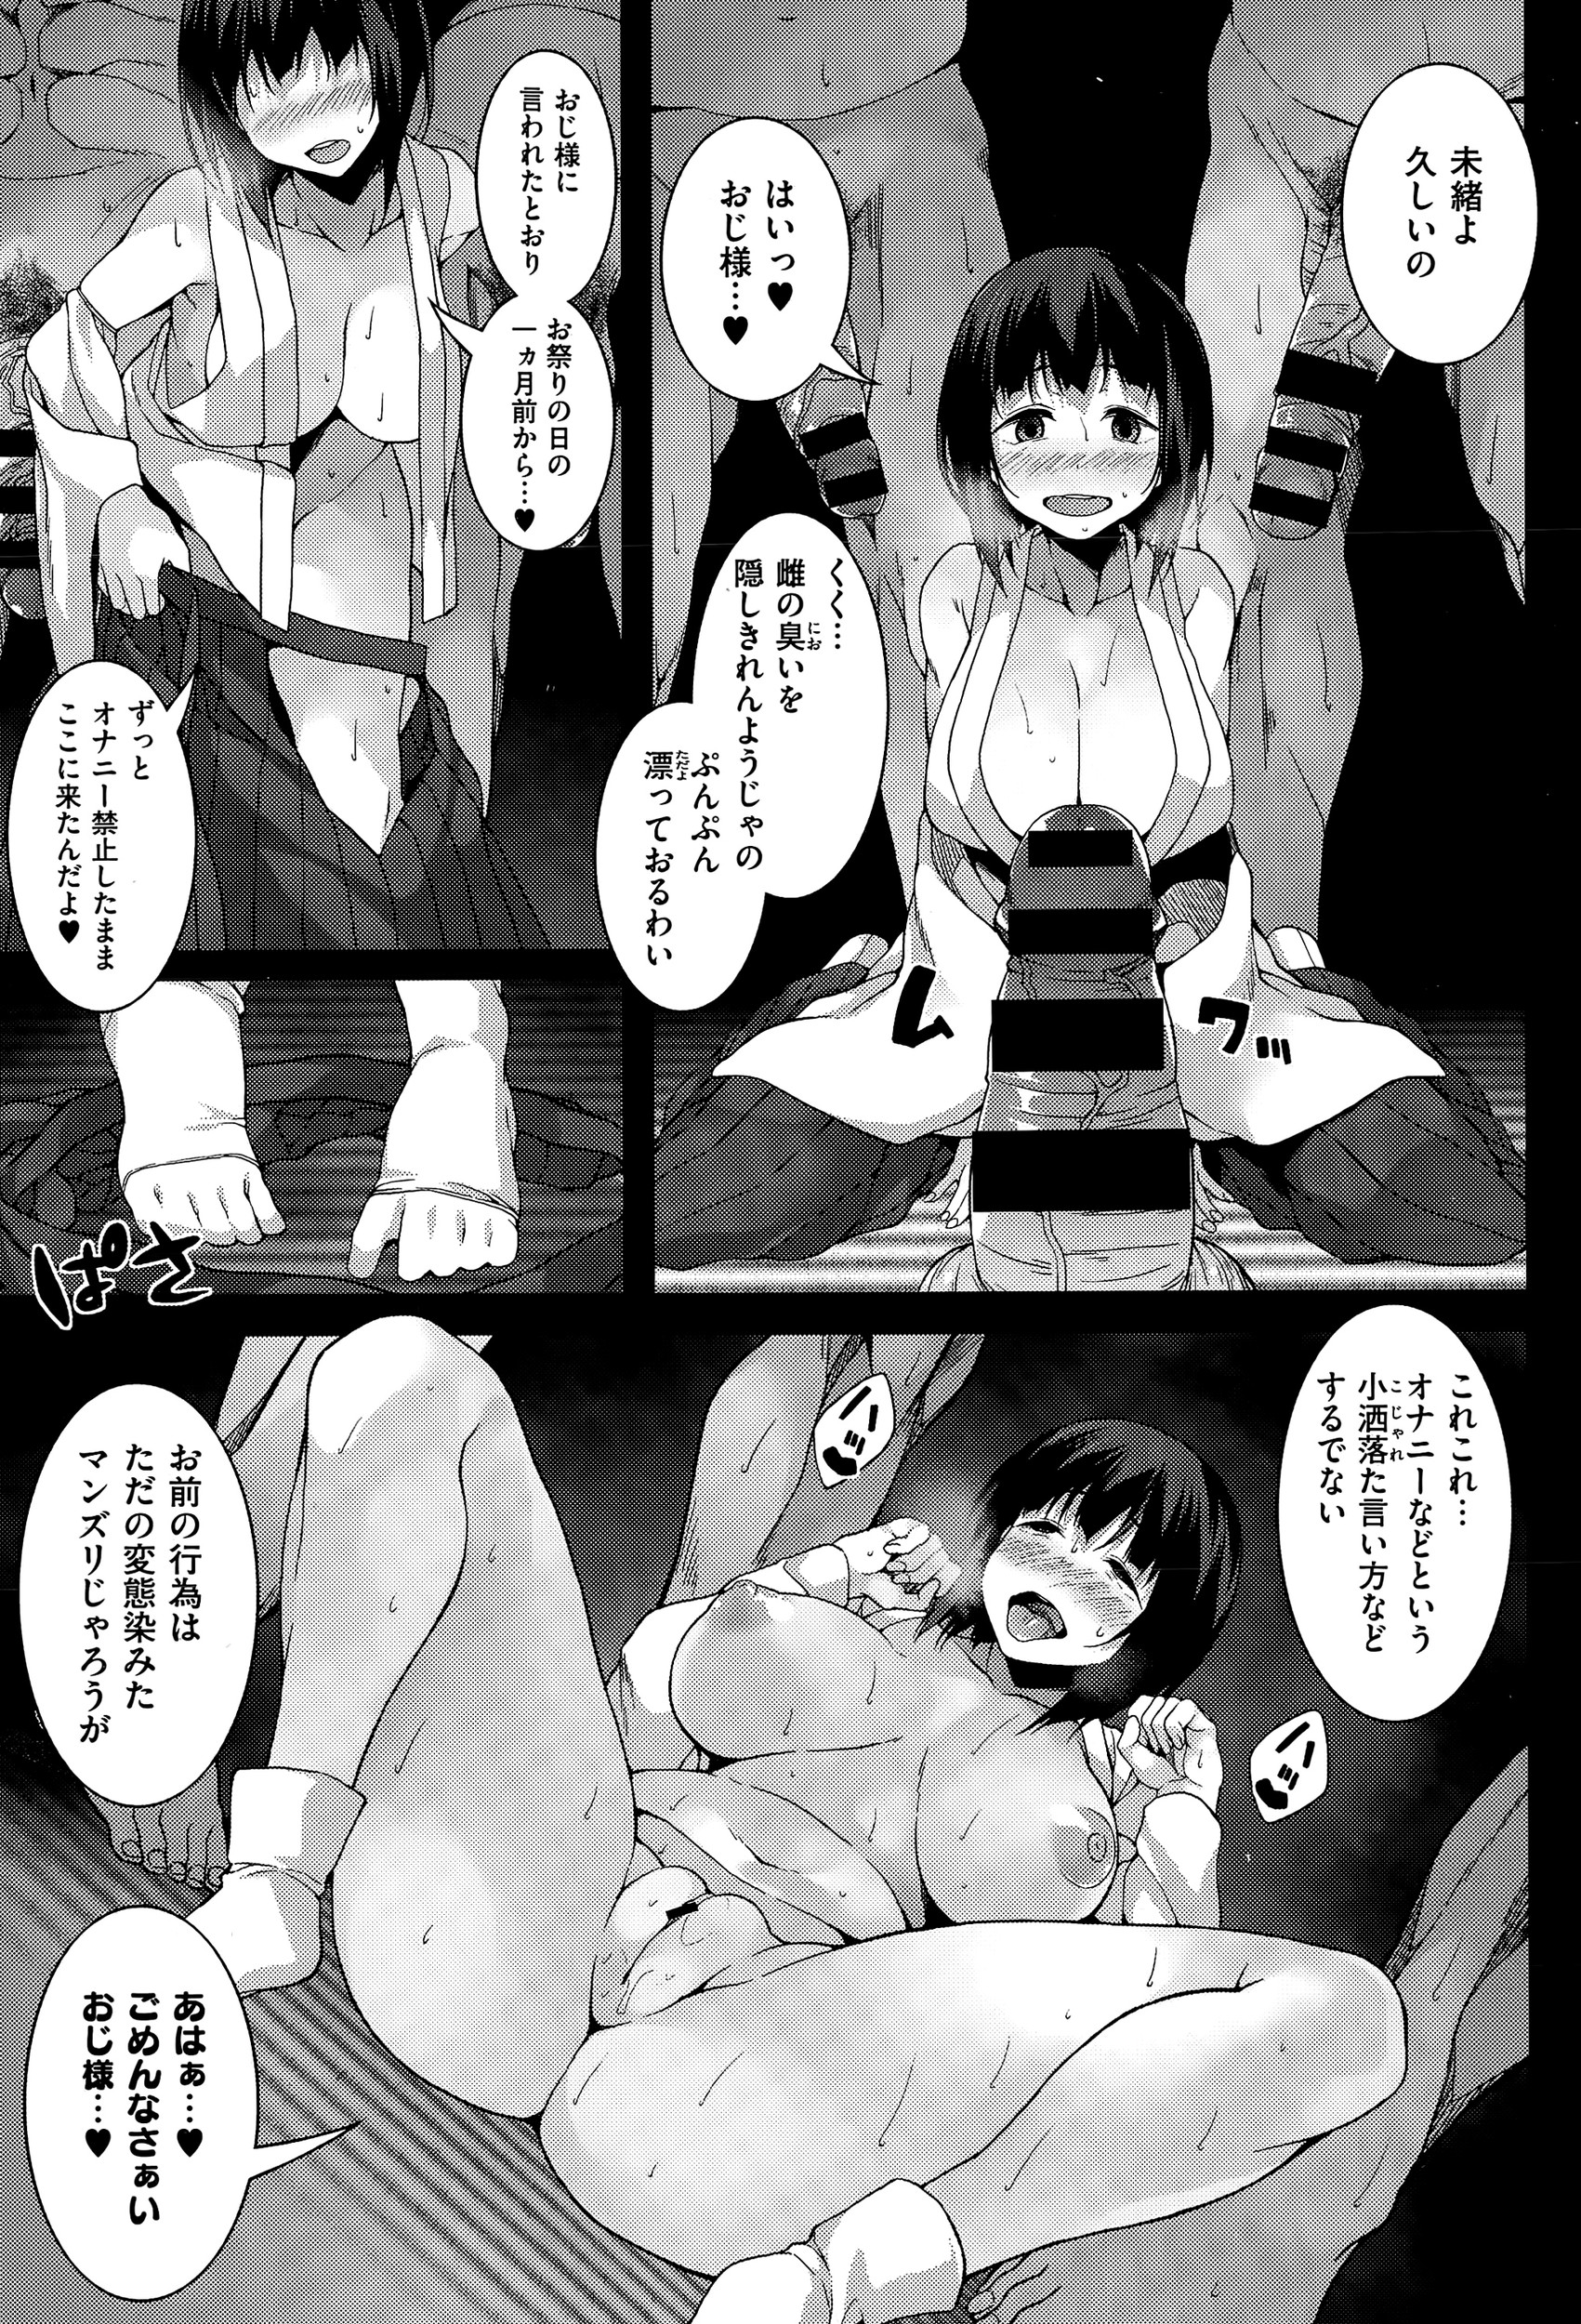 未緒よ
久しいの
はいっ♥
おじ様…♥
くく…
雌の臭いを
隠しきれんようじゃの
ぷんぷん
漂っておるわい
ムワッ
おじ様に
言われたとおり
お祭りの日の
一ヵ月前から…♥
ずっと
オナニー禁止したまま
ここに来たんだよ♥
ぱさ
これこれ…
オナニーなどという
小洒落た言い方など
するでない
ハッ♥
ハッ♥
お前の行為は
ただの変態染みた
マンズリじゃろうが
あはぁ…♥
ごめんなさぁい
おじ様…♥